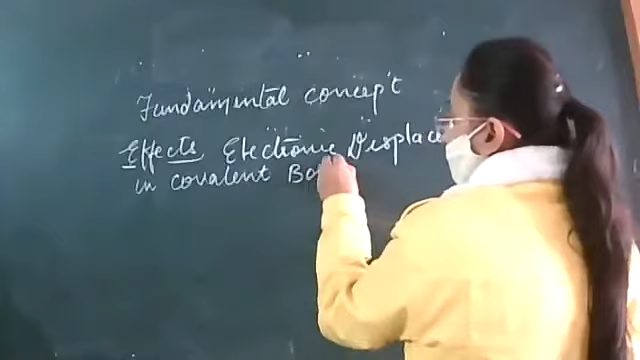 Fundamental concept
Effects Electronic Displace
in covalent Bo